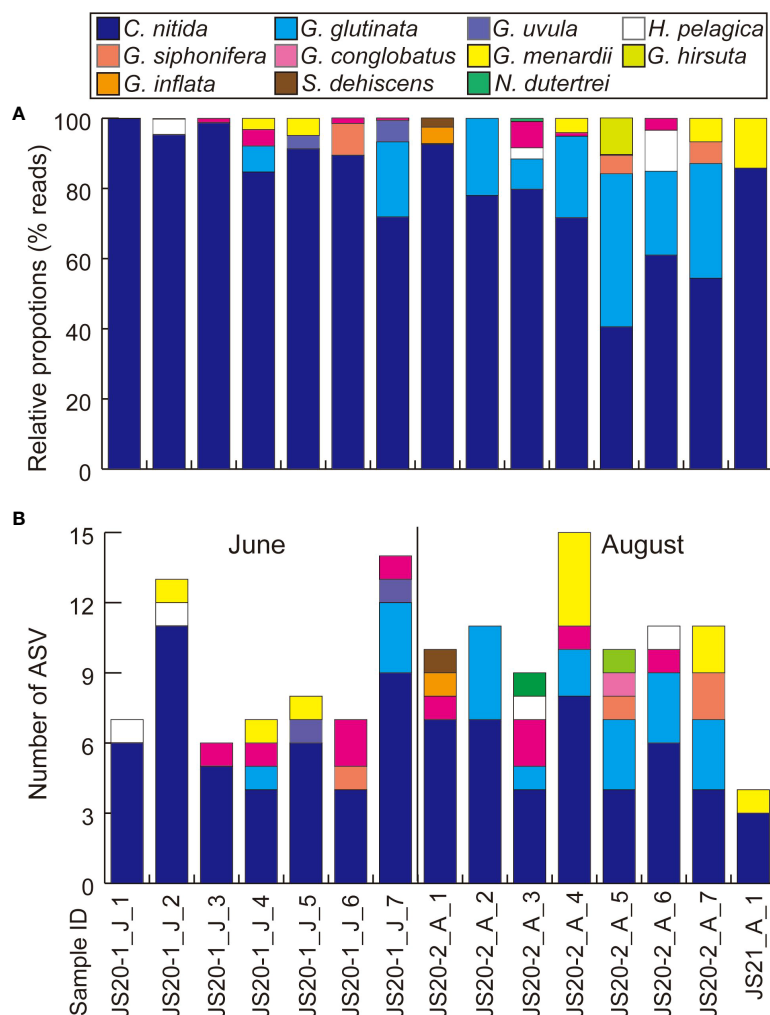 C. nitida G. glutinata G. uvula H. pelagica
G. siphonifera G. conglobatus G. menardii G. hirsuta
G. inflata S. dehiscens N. dutertrei
A
Relative propotions (% reads)
100
80
60
40
20
0
B
June August
Number of ASV
15
12
9
6
3
0
Sample ID
JS20-1_J_1
JS20-1_J_2
JS20-1_J_3
JS20-1_J_4
JS20-1_J_5
JS20-1_J_6
JS20-1_J_7
JS20-2_A_1
JS20-2_A_2
JS20-2_A_3
JS20-2_A_4
JS20-2_A_5
JS20-2_A_6
JS20-2_A_7
JS21_A_1